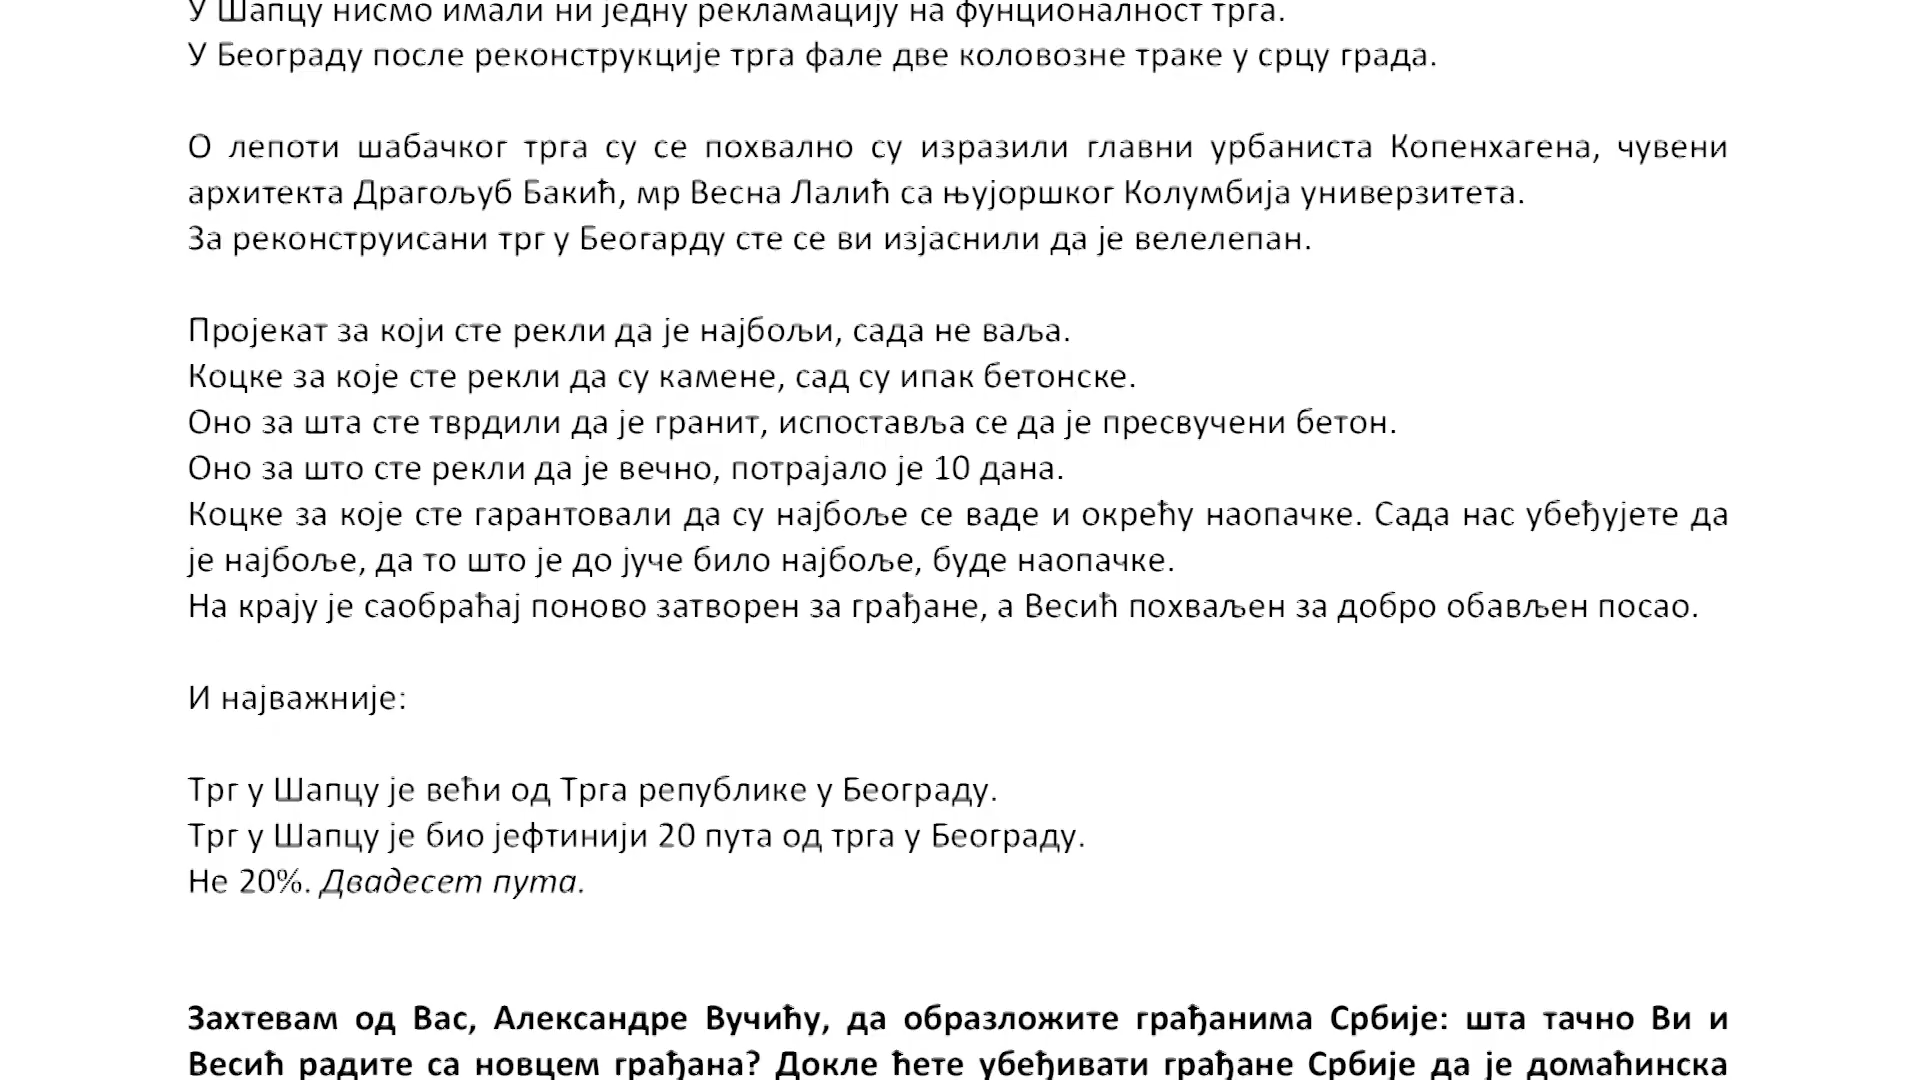 У Шапцу нисмо имали ни једну рекламацију на фунционалност трга.
У Београду после реконструкције трга фале две коловозне траке у срцу града.
О лепоти шабачког трга су се похвално су изразили главни урбаниста Копенхагена, чувени
архитекта Драгољуб Бакић, мр Весна Лалић са њујоршког Колумбија универзитета.
За реконструисани трг у Беогарду сте се ви изјаснили да је велелепан.
Пројекат за који сте рекли да је најбољи, сада не ваља.
Коцке за које сте рекли да су камене, сад су ипак бетонске.
Оно за шта сте тврдили да је гранит, испоставља се да је пресвучени бетон.
Оно за што сте рекли да је вечно, потрајало је 10 дана.
Коцке за које сте гарантовали да су најбоље се ваде и окрећу наопачке. Сада нас убеђујете да
је најбоље, да то што је до јуче било најбоље, буде наопачке.
На крају је саобраћај поново затворен за грађане, а Весић похваљен за добро обављен посао.
И најважније:
Трг у Шапцу је већи од Трга републике у Београду.
Трг у Шапцу је био јефтинији 20 пута од трга у Београду.
Не 20%. Двадесет пута.
Захтевам од Вас, Александре Вучићу, да образложите грађанима Србије: шта тачно Ви и
Весић радите са новцем грађана? Докле ћете убеђивати грађане Србије да је домаћинска